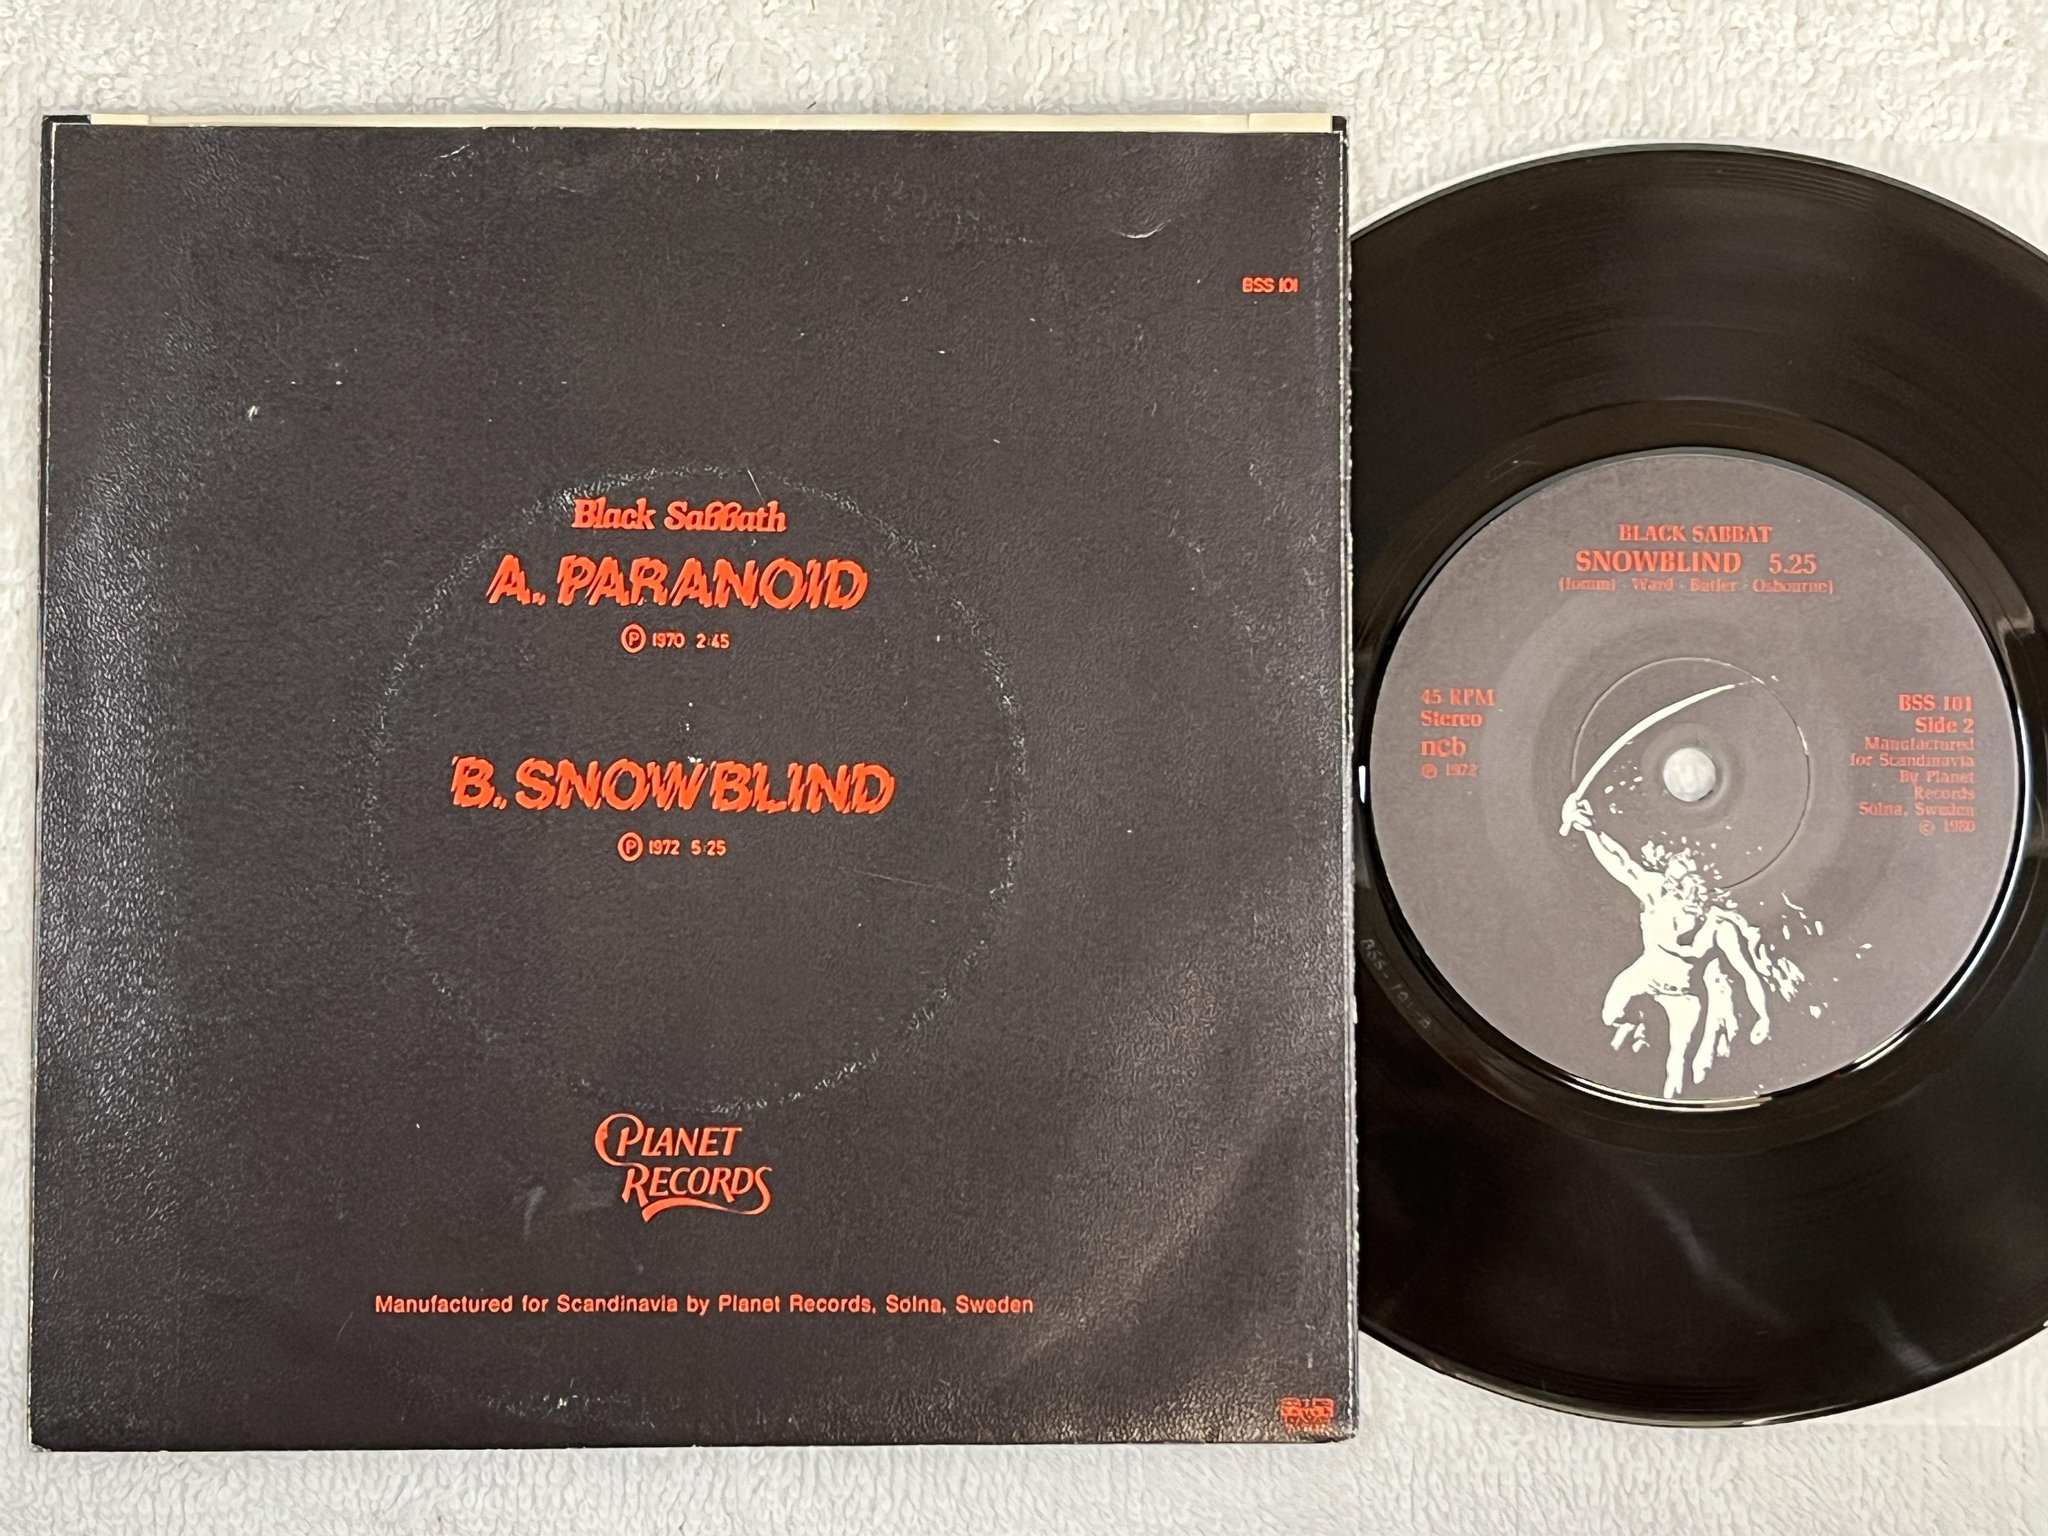 BSS 101
Black Sabbath
A. PARANOID
Ⓟ 1970 2:45
B. SNOWBLIND
Ⓟ 1972 5:25
PLANET
RECORDS
Manufactured for Scandinavia by Planet Records, Solna, Sweden
BLACK SABBAT
SNOWBLIND 5.25
(Iommi - Ward - Butler - Osbourne)
45 RPM
Stereo
ncb
Ⓟ 1972
BSS 101
Side 2
Manufactured
for Scandinavia
By Planet
Records
Solna, Sweden
© 1980
BSS-101-B